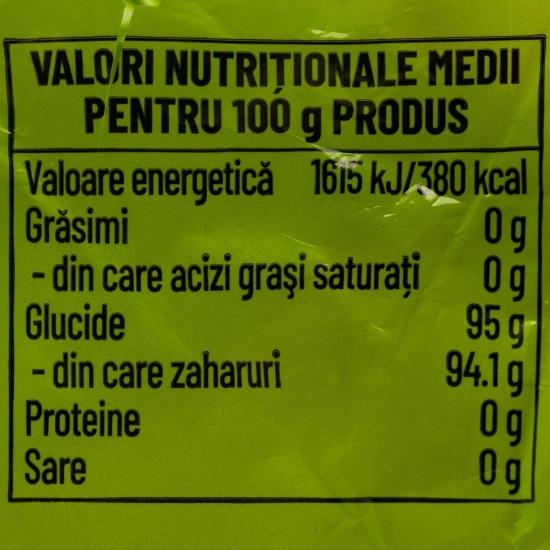 VALORI NUTRIȚIONALE MEDII
PENTRU 100 g PRODUS
Valoare energetică 1615 kJ/380 kcal
Grăsimi 0 g
- din care acizi grași saturați 0 g
Glucide 95 g
- din care zaharuri 94.1 g
Proteine 0 g
Sare 0 g